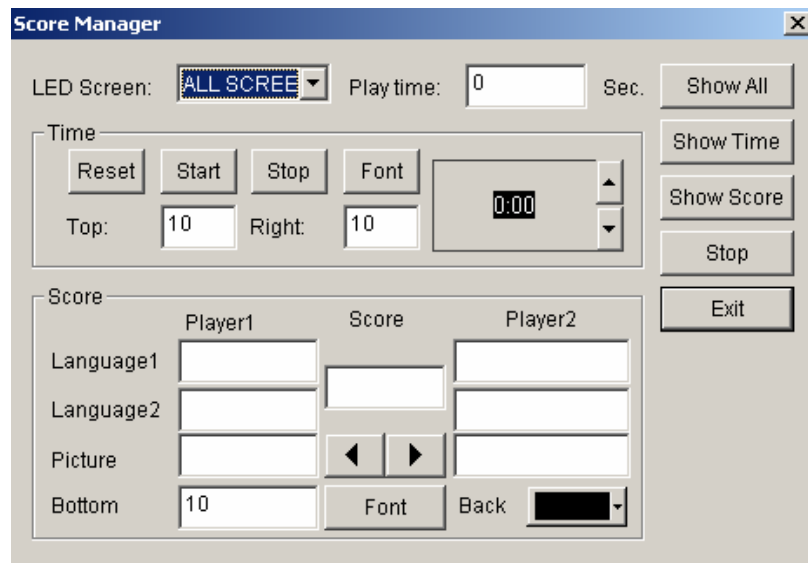 Score Manager
LED Screen: ALL SCREE Play time: 0 Sec. Show All
Time Show Time
Reset Start Stop Font 0:00 Show Score
Top: 10 Right: 10
Stop
Score Exit
Player1 Score Player2
Language1
Language2
Picture
Bottom 10 Font Back